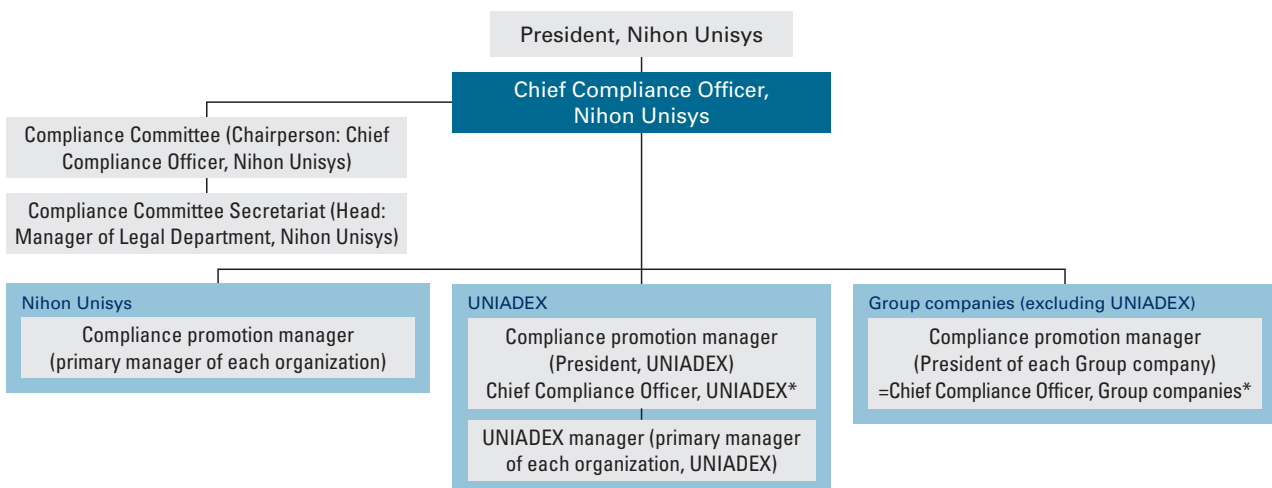 President, Nihon Unisys
Chief Compliance Officer,
Nihon Unisys
Compliance Committee (Chairperson: Chief
Compliance Officer, Nihon Unisys)
Compliance Committee Secretariat (Head:
Manager of Legal Department, Nihon Unisys)
Nihon Unisys
Compliance promotion manager
(primary manager of each organization)
UNIADEX
Compliance promotion manager
(President, UNIADEX)
Chief Compliance Officer, UNIADEX*
UNIADEX manager (primary manager
of each organization, UNIADEX)
Group companies (excluding UNIADEX)
Compliance promotion manager
(President of each Group company)
=Chief Compliance Officer, Group companies*